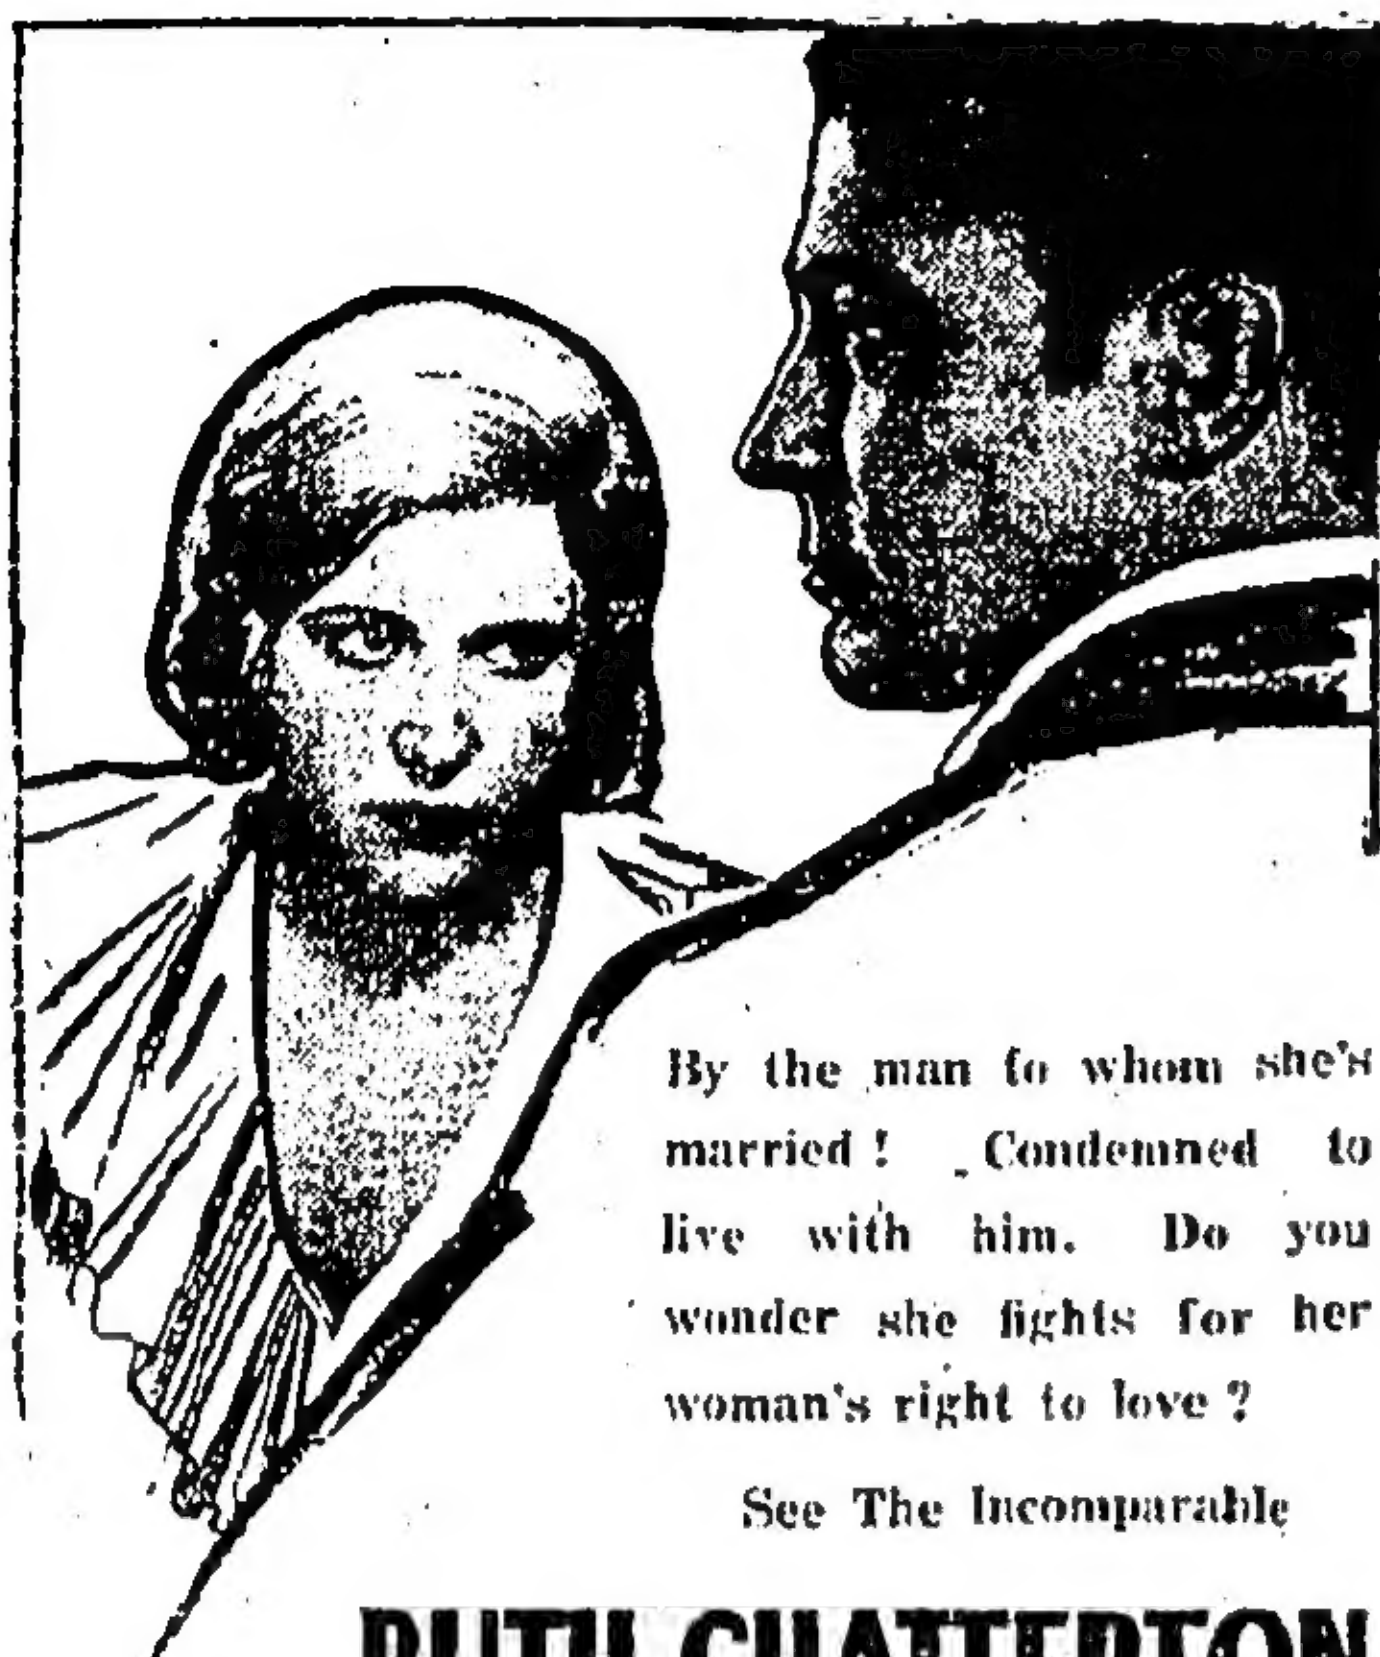 By the man to whom she's
married! Condemned to
live with him. Do you
wonder she fights for her
woman's right to love?
See The Incomparable
RUTH CHATTERTON